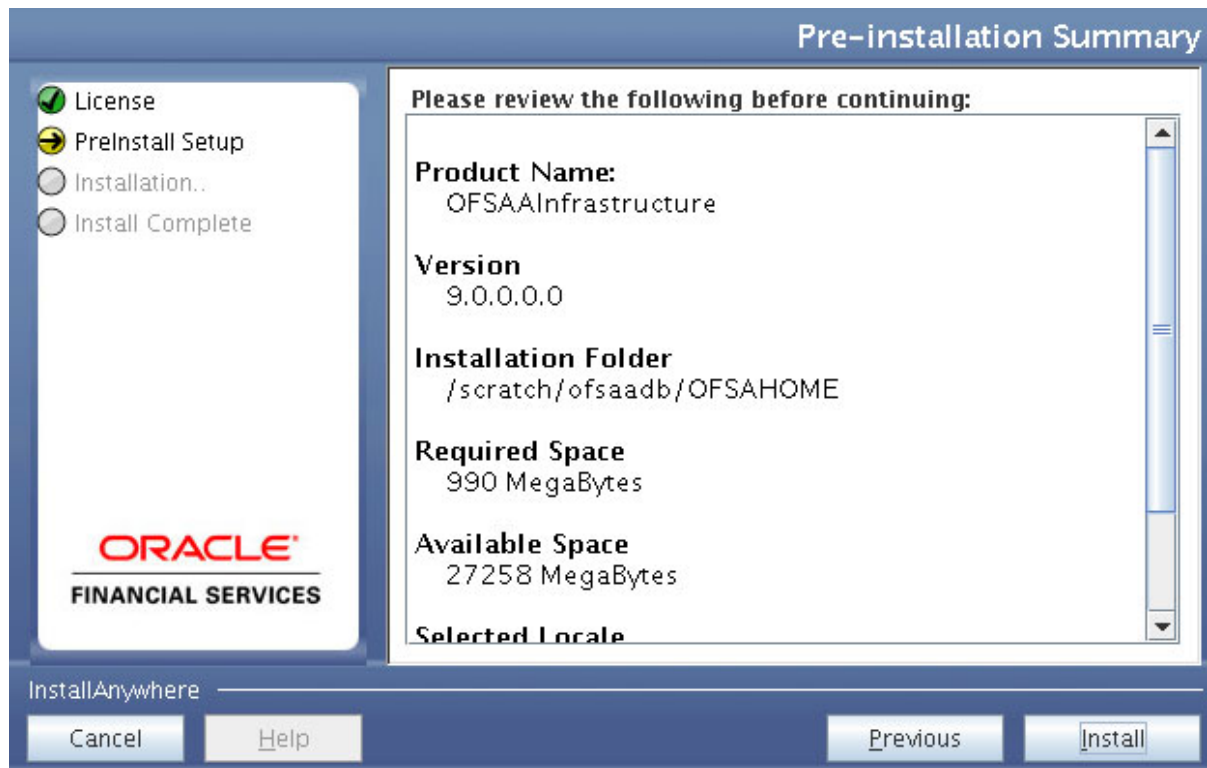 Pre-installation Summary
License
PreInstall Setup
Installation..
Install Complete
ORACLE
FINANCIAL SERVICES
Please review the following before continuing:
Product Name:
OFSAAInfrastructure
Version
9.0.0.0.0
Installation Folder
/scratch/ofsaadb/OFSAHOME
Required Space
990 MegaBytes
Available Space
27258 MegaBytes
Selected Locale
InstallAnywhere
Cancel
Help
Previous
Install